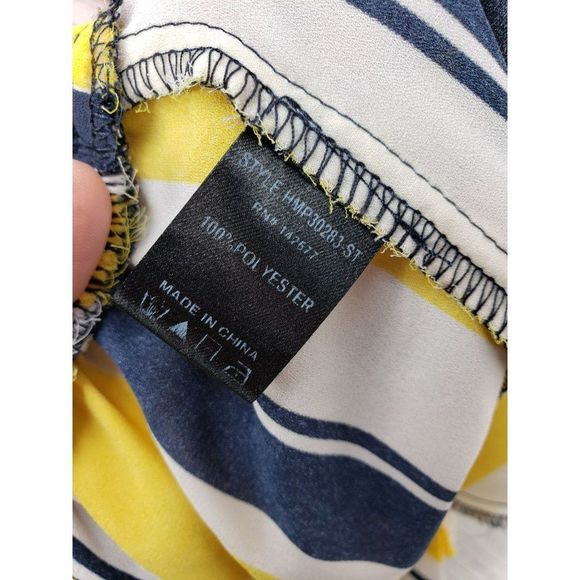 STYLE HMP30283-ST
RN# 142677
100% POLYESTER
MADE IN CHINA